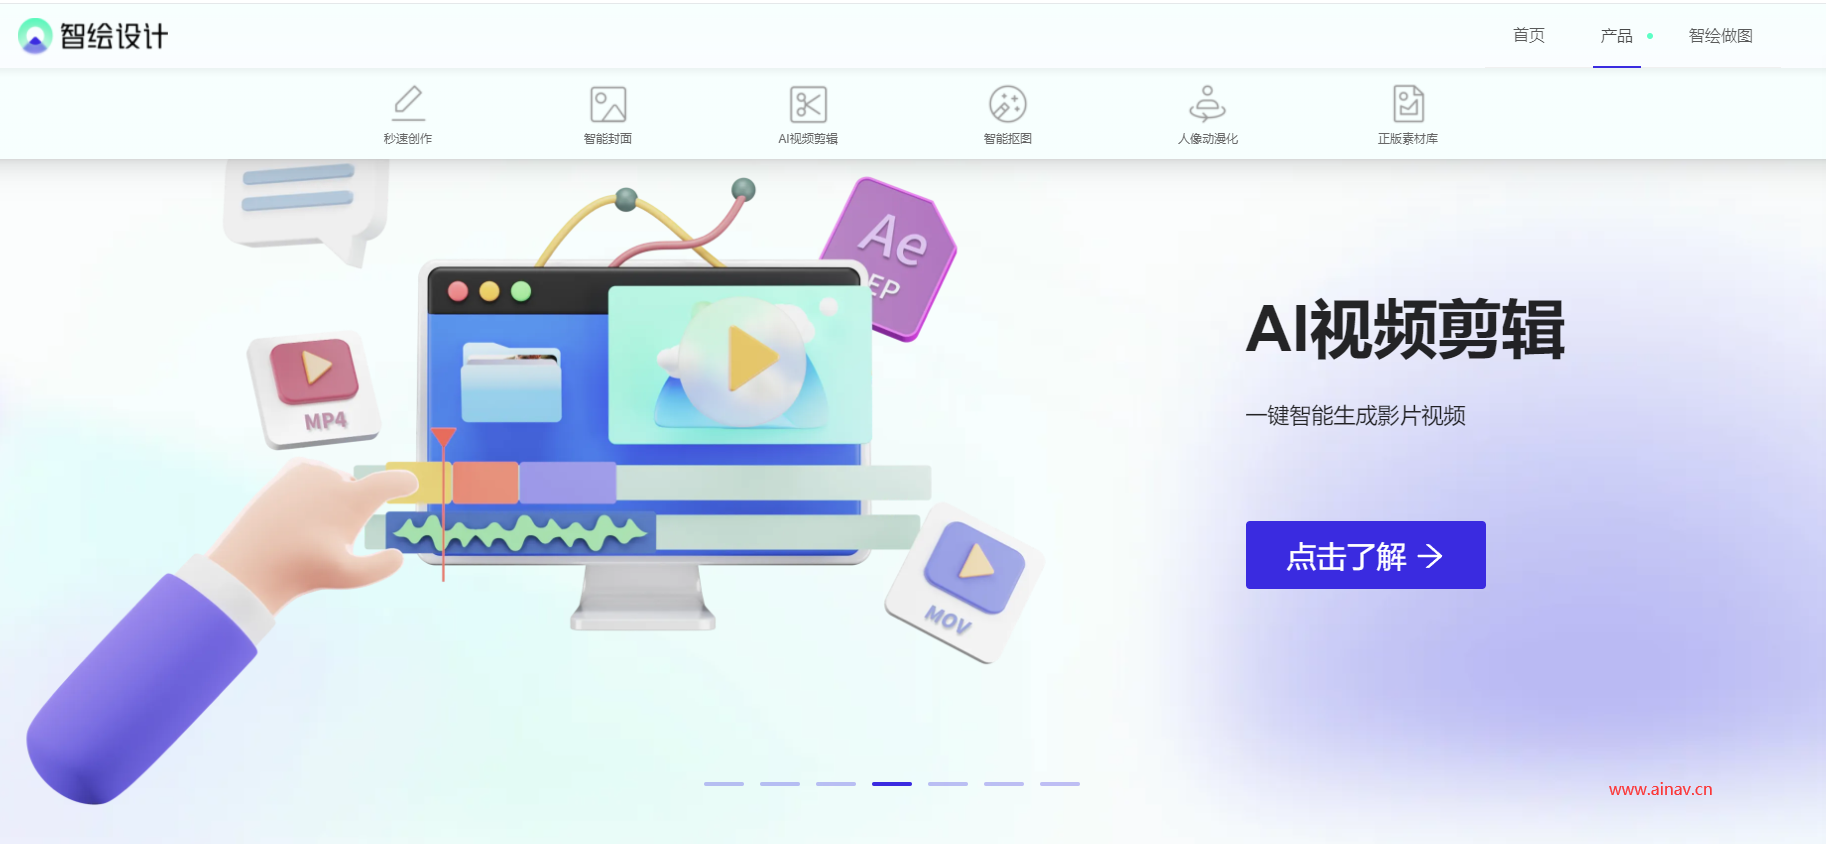 智绘设计
首页
产品
智绘做图
秒速创作
智能封面
AI视频剪辑
智能抠图
人像动漫化
正版素材库
Ae
EP
MP4
MOV
AI视频剪辑
一键智能生成影片视频
点击了解 →
www.ainav.cn